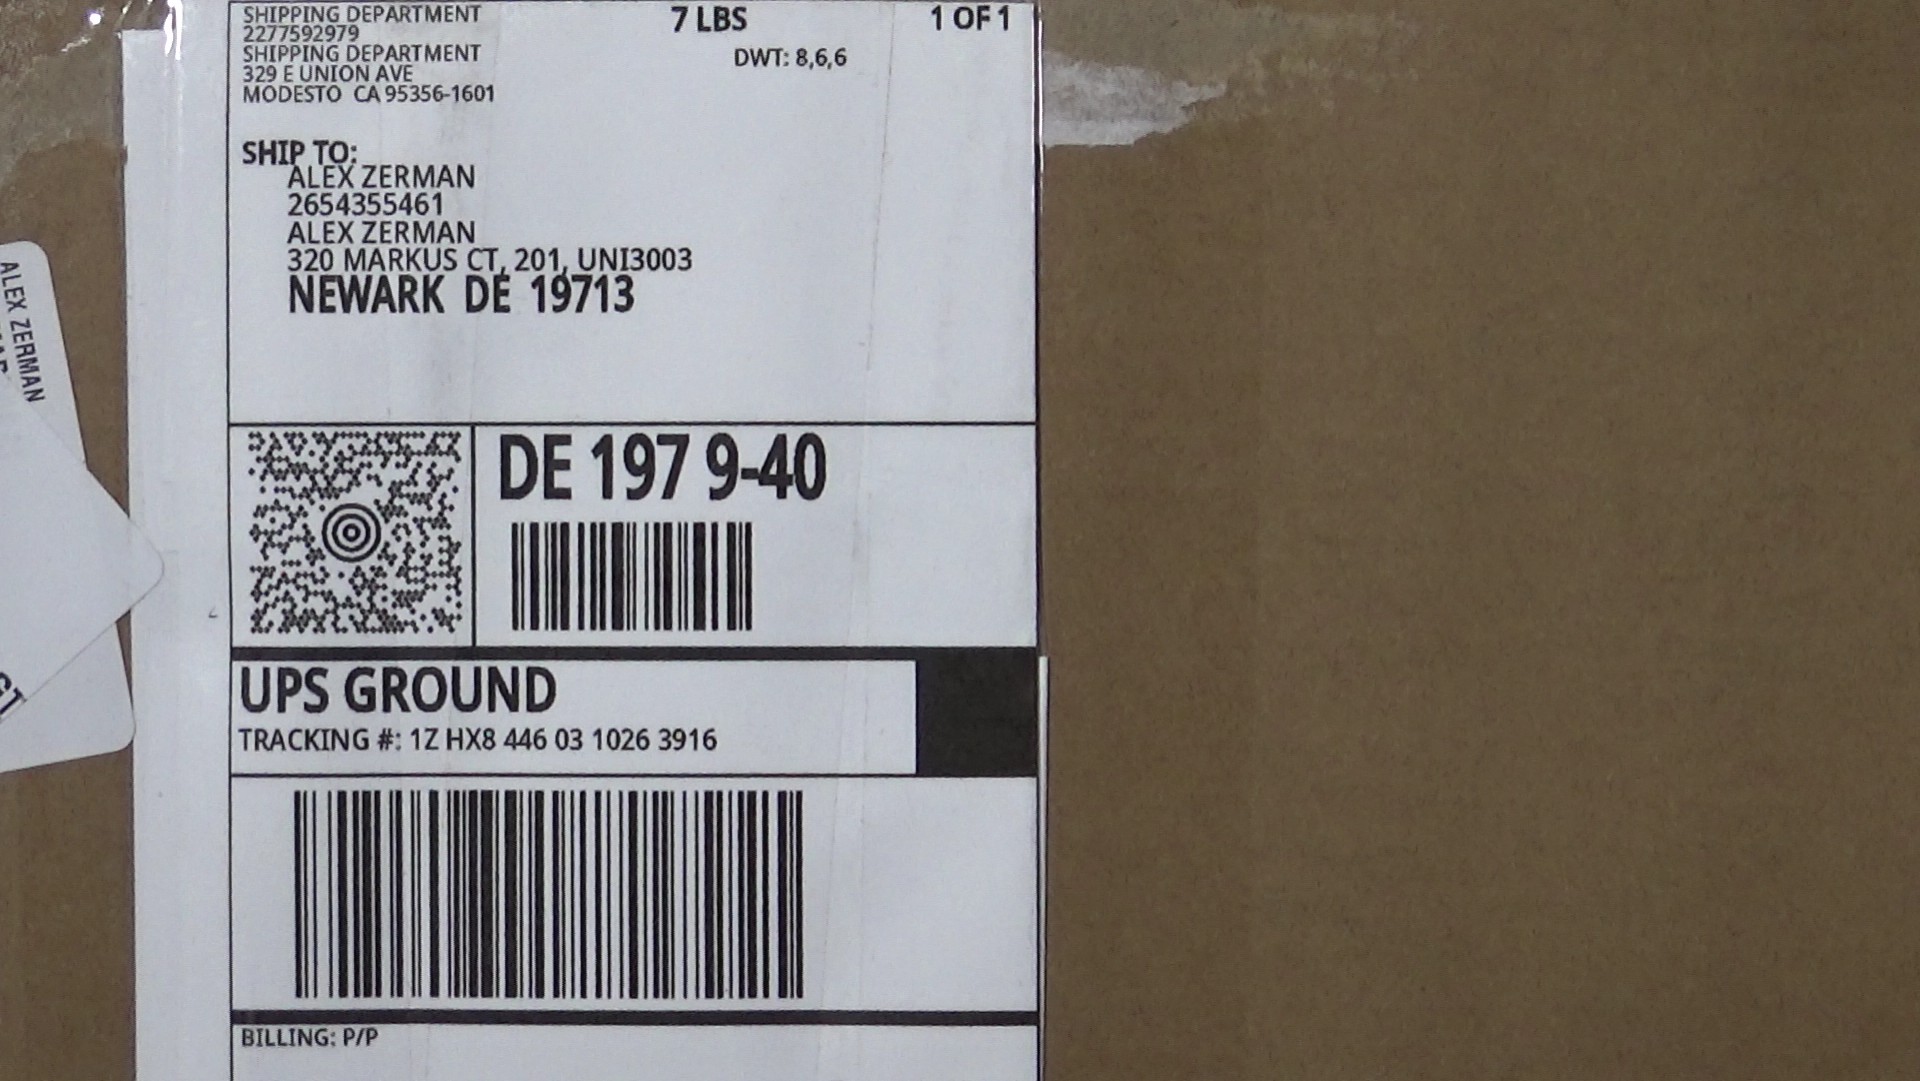 SHIPPING DEPARTMENT
2277592979
SHIPPING DEPARTMENT
329 E UNION AVE
MODESTO CA 95356-1601
7 LBS
1 OF 1
DWT: 8,6,6
SHIP TO:
ALEX ZERMAN
2654355461
ALEX ZERMAN
320 MARKUS CT, 201, UNI3003
NEWARK DE 19713
DE 197 9-40
UPS GROUND
TRACKING #: 1Z HX8 446 03 1026 3916
BILLING: P/P
ALEX ZERMAN